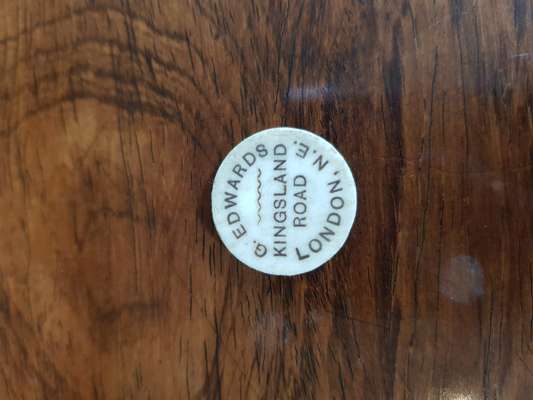 G. EDWARDS
KINGSLAND
ROAD
LONDON. N.E.